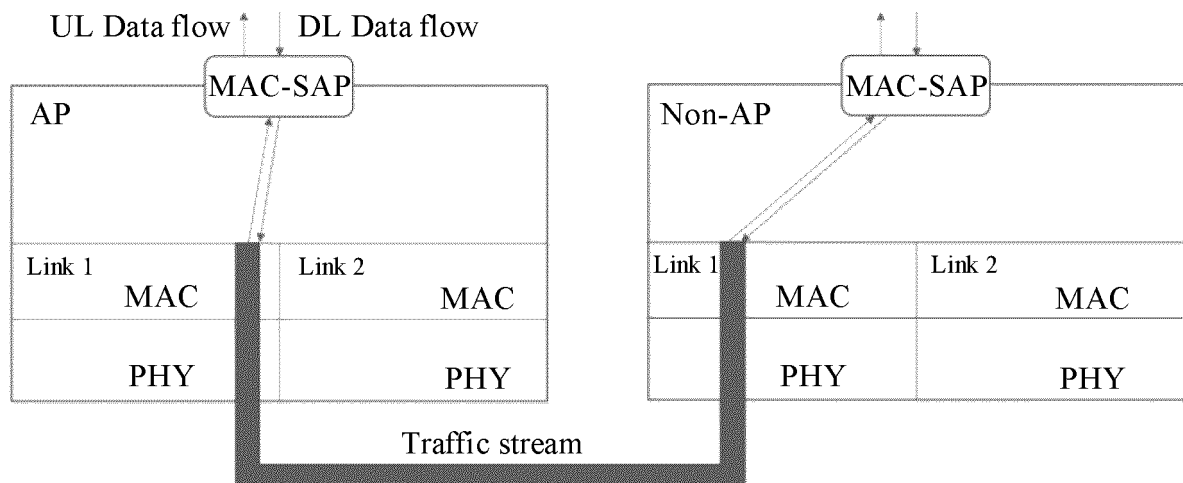 UL Data flow
DL Data flow
MAC-SAP
AP
Link 1
Link 2
MAC
MAC
PHY
PHY
MAC-SAP
Non-AP
Link 1
Link 2
MAC
MAC
PHY
PHY
Traffic stream